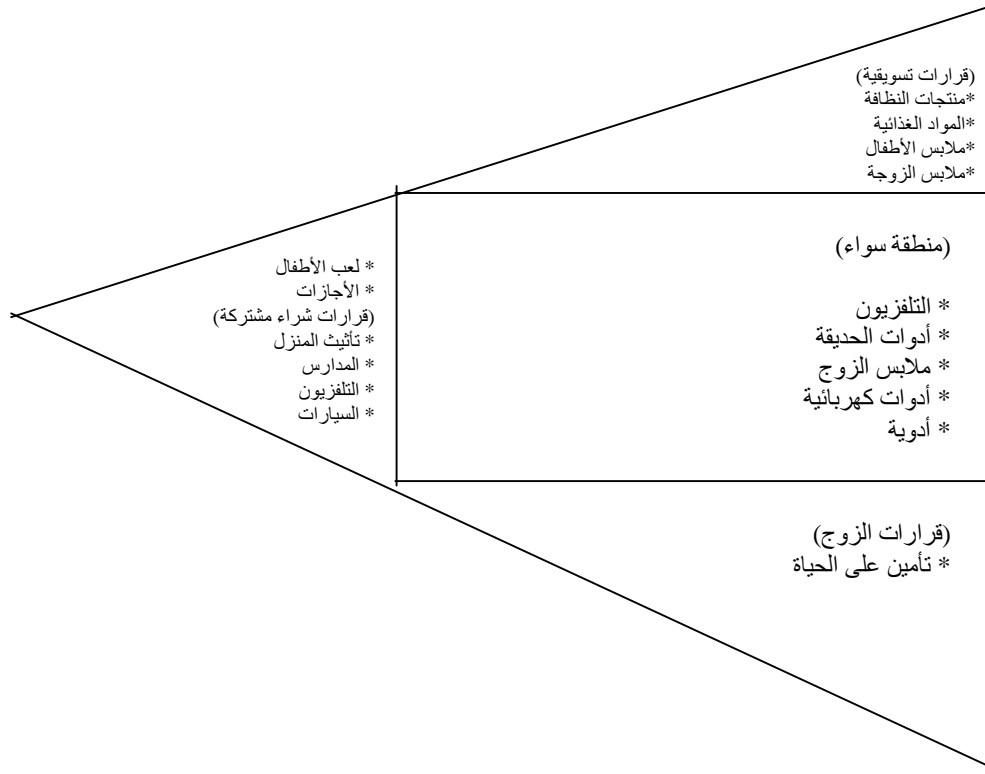 (قرارات تسويقية)
*منتجات النظافة
*المواد الغذائية
*ملابس الأطفال
*ملابس الزوجة
(منطقة سواء)
* التلفزيون
* أدوات الحديقة
* ملابس الزوج
* أدوات كهربائية
* أدوية
* لعب الأطفال
* الأجازات
(قرارات شراء مشتركة)
* تأثيث المنزل
* المدارس
* التلفزيون
* السيارات
(قرارات الزوج)
* تأمين على الحياة